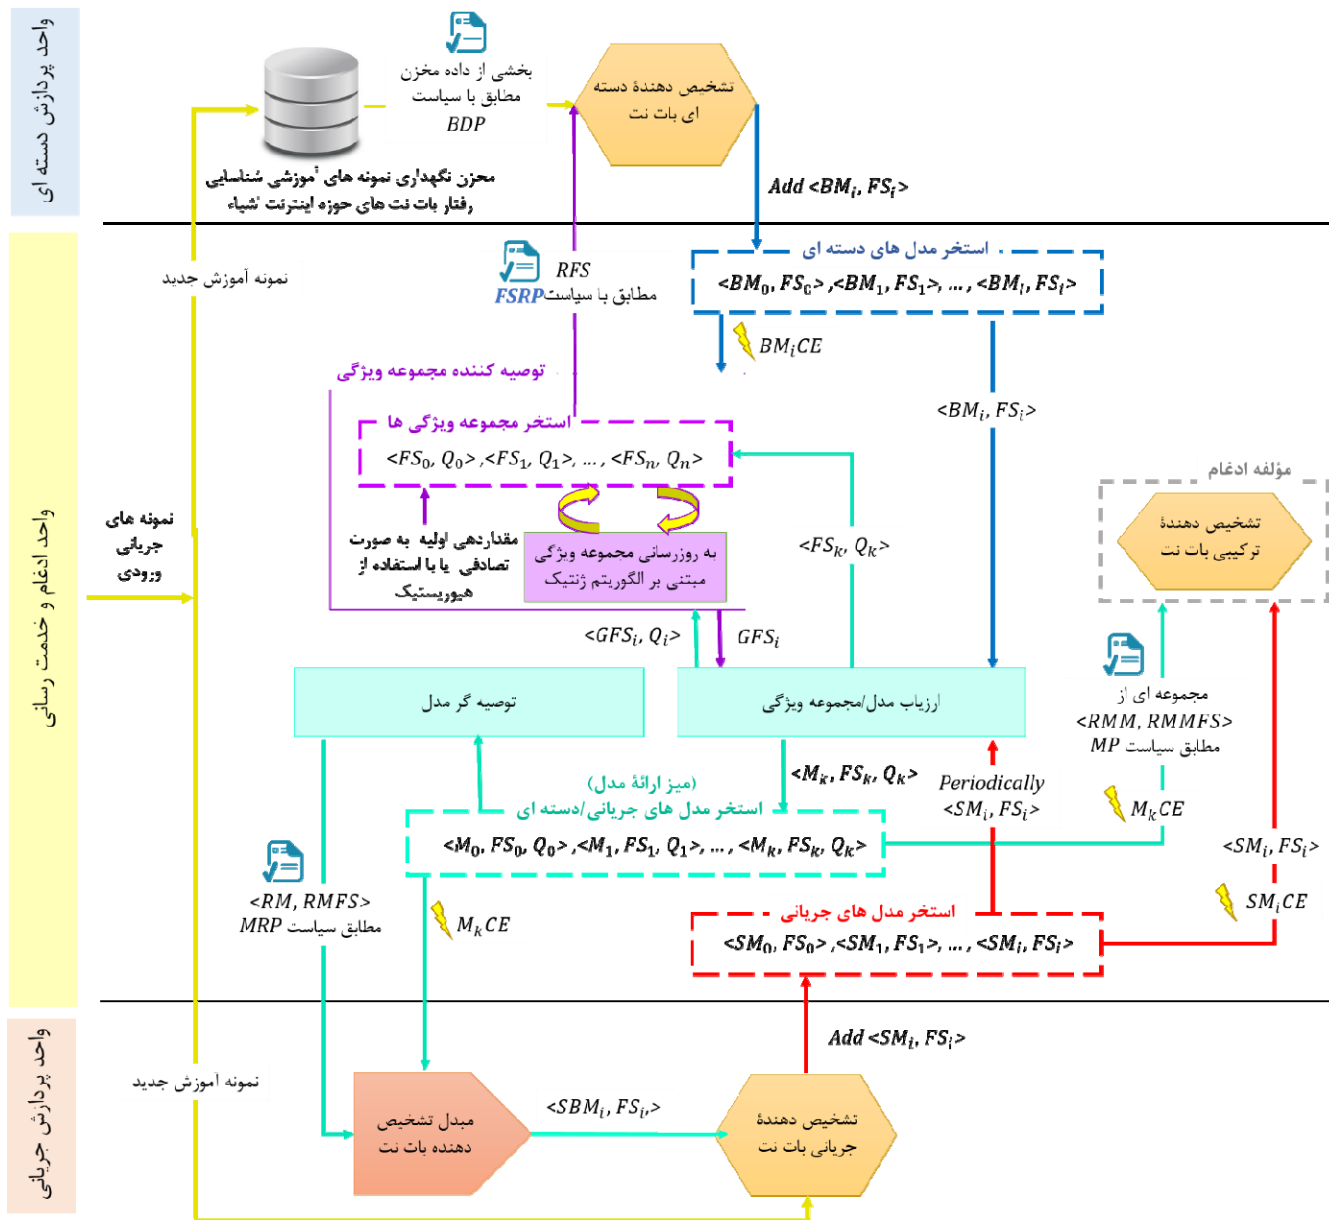 واحد پردازش دسته ای
بخشی از داده مخزن
مطابق با سیاست
BDP
تشخیص دهندۀ دسته
ای بات نت
مخزن نگهداری نمونه های آموزشی شناسایی
رفتار بات نت های حوزه اینترنت اشیاء
Add <BMᵢ, FSᵢ>
واحد ادغام و خدمت رسانی
نمونه آموزش جدید
RFS
مطابق با سیاست FSRP
استخر مدل های دسته ای
<BM₀, FS₀> ,<BM₁, FS₁>, ... , <BMᵢ, FSᵢ>
BMᵢCE
توصیه کننده مجموعه ویژگی
<BMᵢ, FSᵢ>
استخر مجموعه ویژگی ها
<FS₀, Q₀> ,<FS₁, Q₁>, ... , <FSₙ, Qₙ>
مؤلفه ادغام
تشخیص دهندۀ
ترکیبی بات نت
نمونه های
جریانی
ورودی
مقداردهی اولیه به صورت
تصادفی یا با استفاده از
هیوریستیک
به روزرسانی مجموعه ویژگی
مبتنی بر الگوریتم ژنتیک
<FSₖ, Qₖ>
<GFSᵢ, Qᵢ>
GFSᵢ
توصیه گر مدل
ارزیاب مدل/مجموعه ویژگی
مجموعه ای از
<RMM, RMMFS>
مطابق سیاست MP
<Mₖ, FSₖ, Qₖ>
Periodically
<SMᵢ, FSᵢ>
(میز ارائۀ مدل)
استخر مدل های جریانی/دسته ای
<M₀, FS₀, Q₀> ,<M₁, FS₁, Q₁>, ... , <Mₖ, FSₖ, Qₖ>
MₖCE
<SMᵢ, FSᵢ>
SMᵢCE
<RM, RMFS>
مطابق سیاست MRP
MₖCE
استخر مدل های جریانی
<SM₀, FS₀> ,<SM₁, FS₁>, ... , <SMᵢ, FSᵢ>
واحد پردازش جریانی
Add <SMᵢ, FSᵢ>
نمونه آموزش جدید
مبدل تشخیص
دهنده بات نت
<SBMᵢ, FSᵢ,>
تشخیص دهندۀ
جریانی بات نت